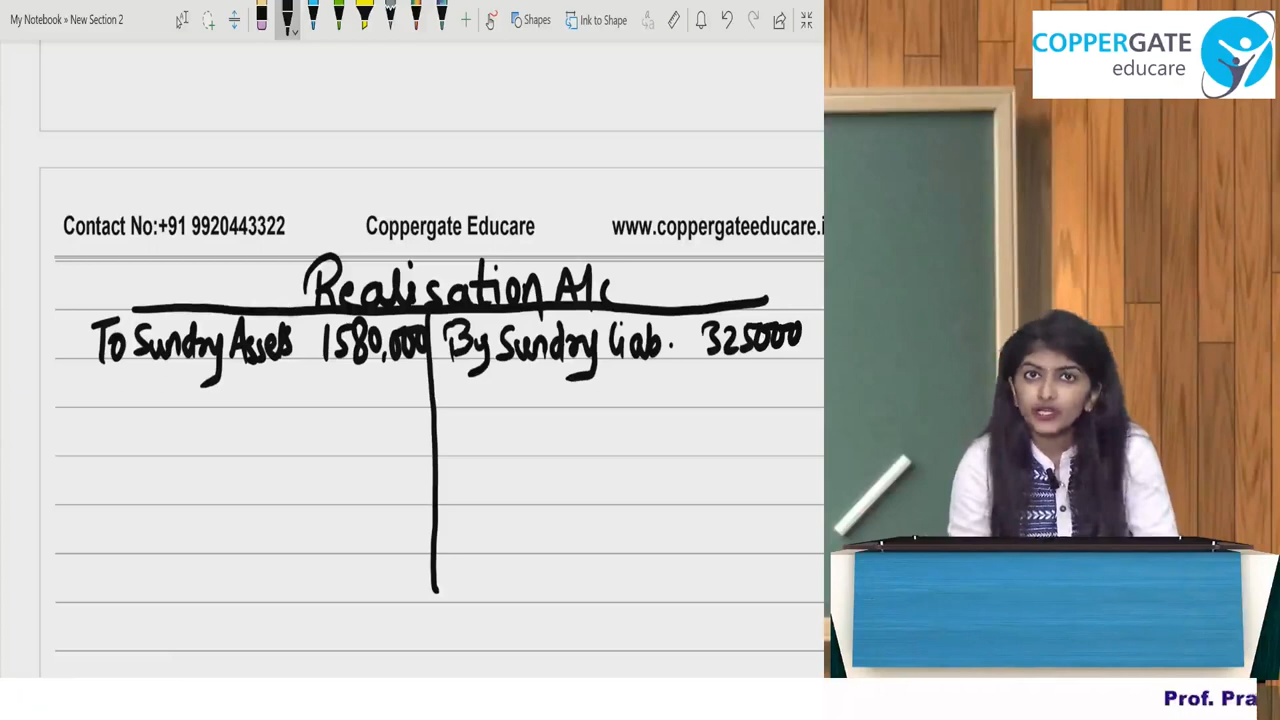 My Notebook » New Section 2
Shapes
Ink to Shape
COPPERGATE
educare
Contact No:+91 9920443322 Coppergate Educare www.coppergateeducare.i
Realisation A/c
To Sundry Assets 1580,000 By Sundry Liab. 325000
Prof. Pra